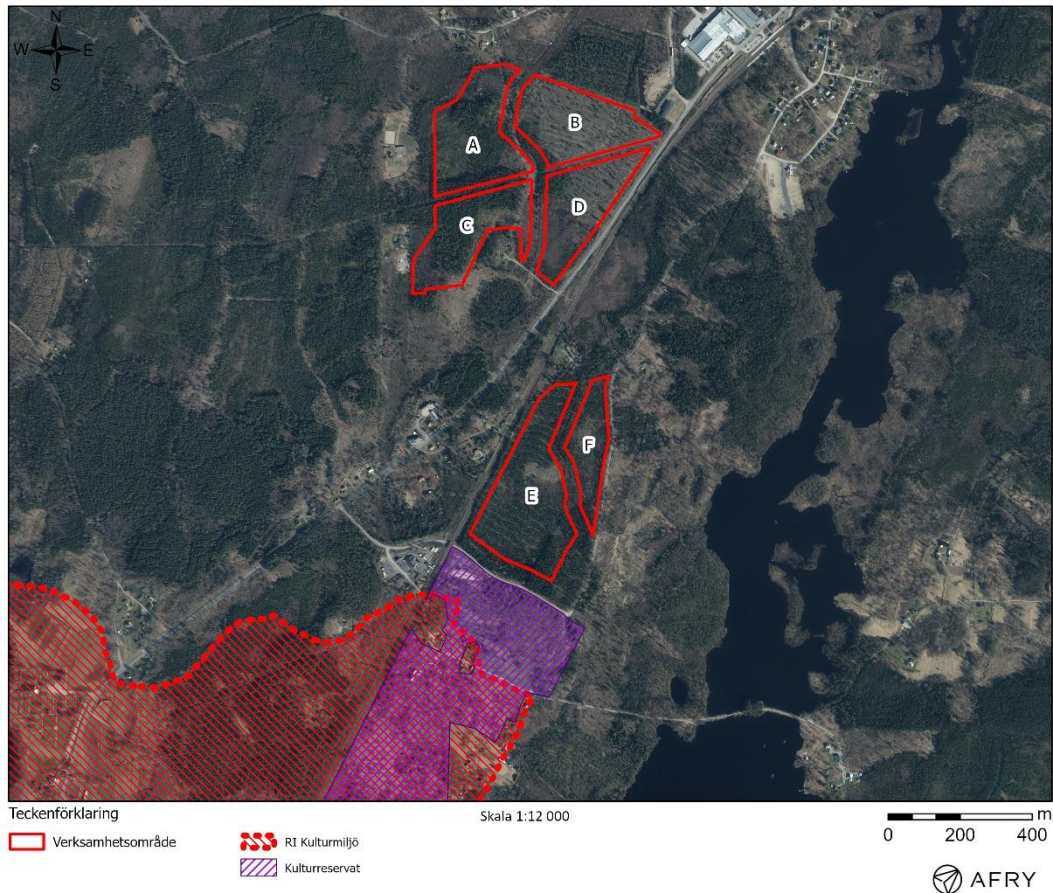 N
W E
S
A
B
C
D
E
F
Teckenförklaring
Verksamhetsområde
RI Kulturmiljö
Kulturreservat
Skala 1:12 000
m
0 200 400
AFRY